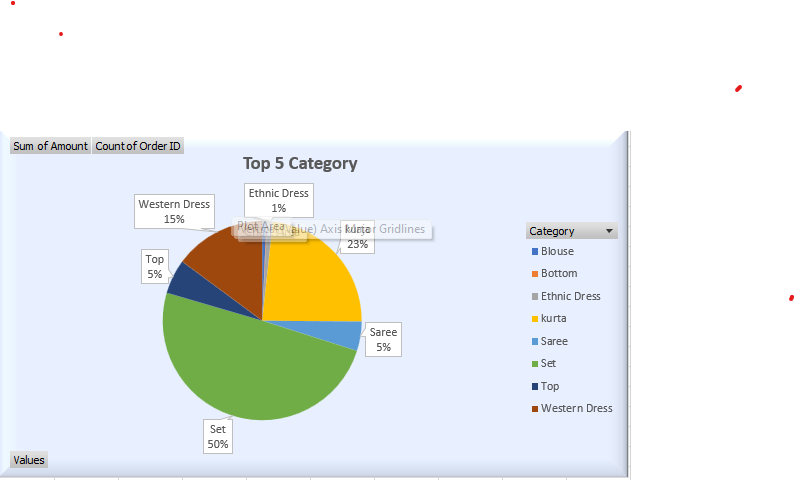 Sum of Amount
Count of Order ID
Top 5 Category
Ethnic Dress
1%
Western Dress
15%
Plot Area
(Value) Axis Major Gridlines
kurta
23%
Category
Blouse
Bottom
Ethnic Dress
kurta
Saree
Set
Top
Western Dress
Top
5%
Saree
5%
Set
50%
Values